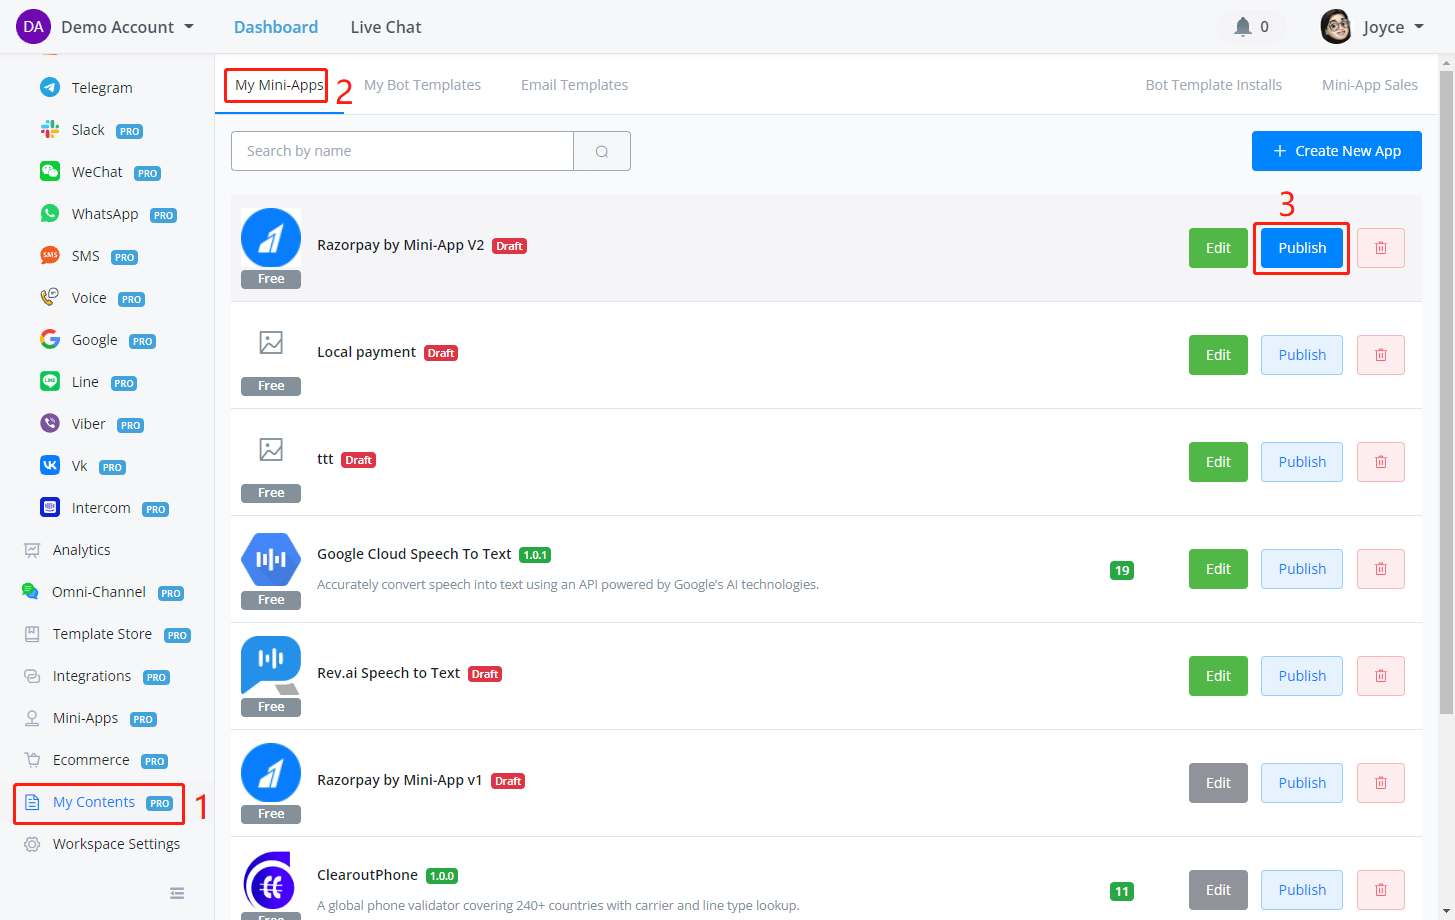 DA Demo Account Dashboard Live Chat 0 Joyce
Telegram
Slack PRO
WeChat PRO
WhatsApp PRO
SMS SMS PRO
Voice PRO
Google PRO
LINE Line PRO
Viber PRO
Vk PRO
Intercom PRO
Analytics
Omni-Channel PRO
Template Store PRO
Integrations PRO
Mini-Apps PRO
Ecommerce PRO
My Contents PRO 1
Workspace Settings
My Mini-Apps 2 My Bot Templates Email Templates Bot Template Installs Mini-App Sales
Search by name + Create New App
3
Razorpay by Mini-App V2 Draft Edit Publish
Free
Local payment Draft Edit Publish
Free
ttt Draft Edit Publish
Free
Google Cloud Speech To Text 1.0.1
Accurately convert speech into text using an API powered by Google’s AI technologies. 19 Edit Publish
Free
Rev.ai Speech to Text Draft Edit Publish
Free
Razorpay by Mini-App v1 Draft Edit Publish
Free
ClearoutPhone 1.0.0
A global phone validator covering 240+ countries with carrier and line type lookup. 11 Edit Publish
Free